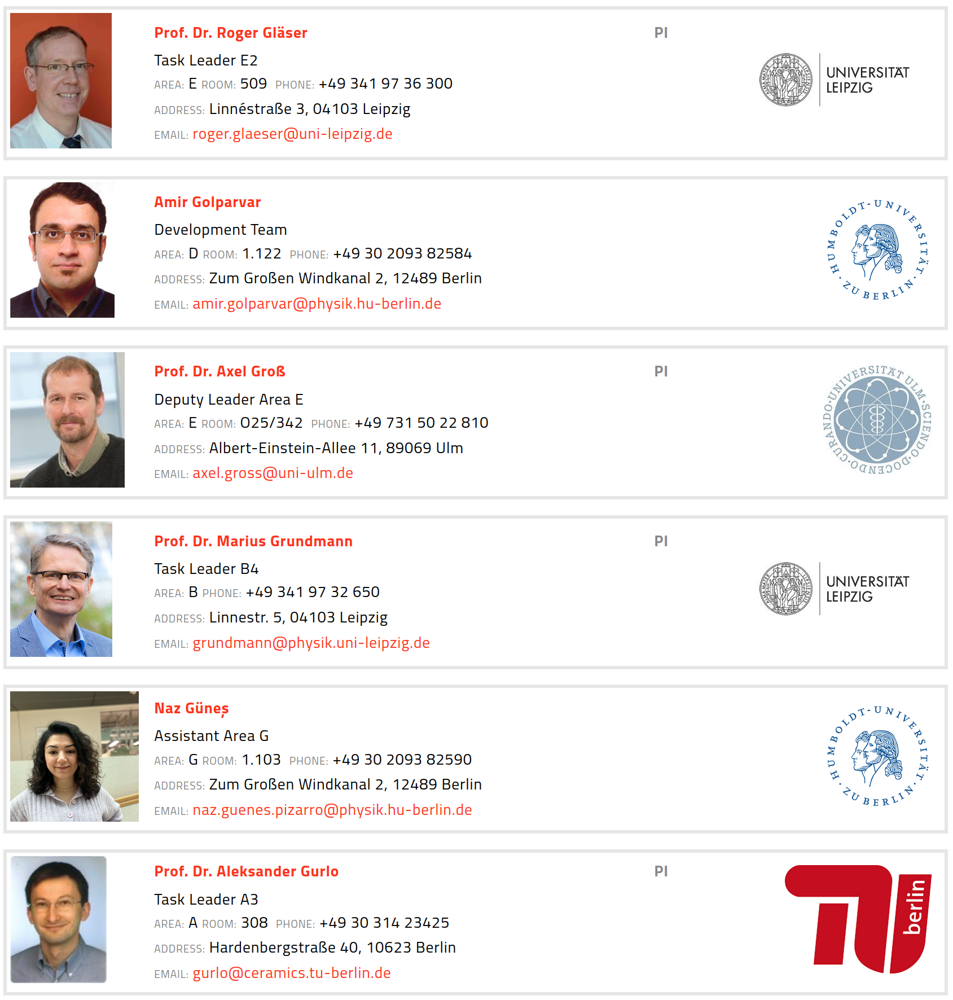 Prof. Dr. Roger Gläser
PI
Task Leader E2
AREA: E ROOM: 509 PHONE: +49 341 97 36 300
ADDRESS: Linnéstraße 3, 04103 Leipzig
EMAIL: roger.glaeser@uni-leipzig.de
ALMA MATER LIPSIENSIS
UNIVERSITÄT
LEIPZIG
Amir Golparvar
Development Team
AREA: D ROOM: 1.122 PHONE: +49 30 2093 82584
ADDRESS: Zum Großen Windkanal 2, 12489 Berlin
EMAIL: amir.golparvar@physik.hu-berlin.de
HUMBOLDT-UNIVERSITÄT · ZU BERLIN ·
Prof. Dr. Axel Groß
PI
Deputy Leader Area E
AREA: E ROOM: O25/342 PHONE: +49 731 50 22 810
ADDRESS: Albert-Einstein-Allee 11, 89069 Ulm
EMAIL: axel.gross@uni-ulm.de
UNIVERSITÄT ULM · SCIENDO · DOCENDO · CURANDO ·
Prof. Dr. Marius Grundmann
PI
Task Leader B4
AREA: B PHONE: +49 341 97 32 650
ADDRESS: Linnestr. 5, 04103 Leipzig
EMAIL: grundmann@physik.uni-leipzig.de
ALMA MATER LIPSIENSIS
UNIVERSITÄT
LEIPZIG
Naz Güneş
Assistant Area G
AREA: G ROOM: 1.103 PHONE: +49 30 2093 82590
ADDRESS: Zum Großen Windkanal 2, 12489 Berlin
EMAIL: naz.guenes.pizarro@physik.hu-berlin.de
HUMBOLDT-UNIVERSITÄT · ZU BERLIN ·
Prof. Dr. Aleksander Gurlo
PI
Task Leader A3
AREA: A ROOM: 308 PHONE: +49 30 314 23425
ADDRESS: Hardenbergstraße 40, 10623 Berlin
EMAIL: gurlo@ceramics.tu-berlin.de
TU berlin